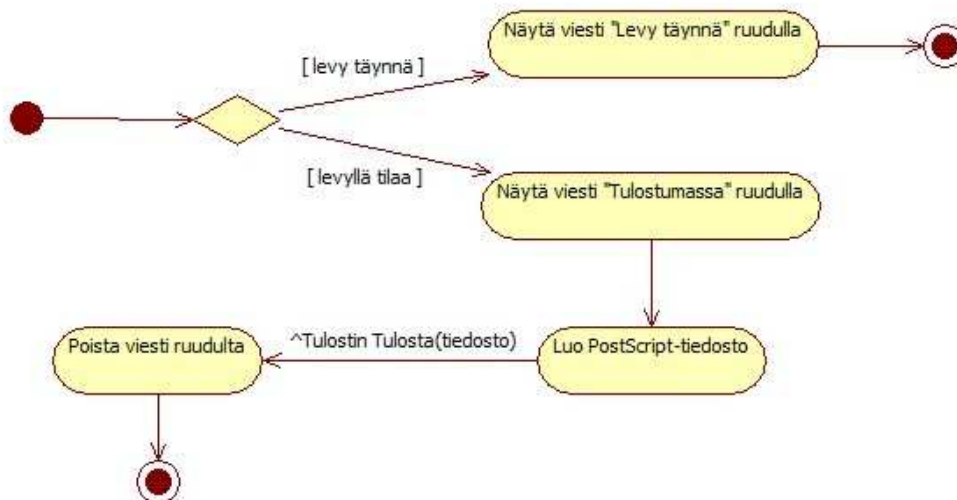 Näytä viesti "Levy täynnä" ruudulla
[ levy täynnä ]
[ levyllä tilaa ]
Näytä viesti "Tulostumassa" ruudulla
^Tulostin Tulosta(tiedosto)
Poista viesti ruudulta
Luo PostScript-tiedosto